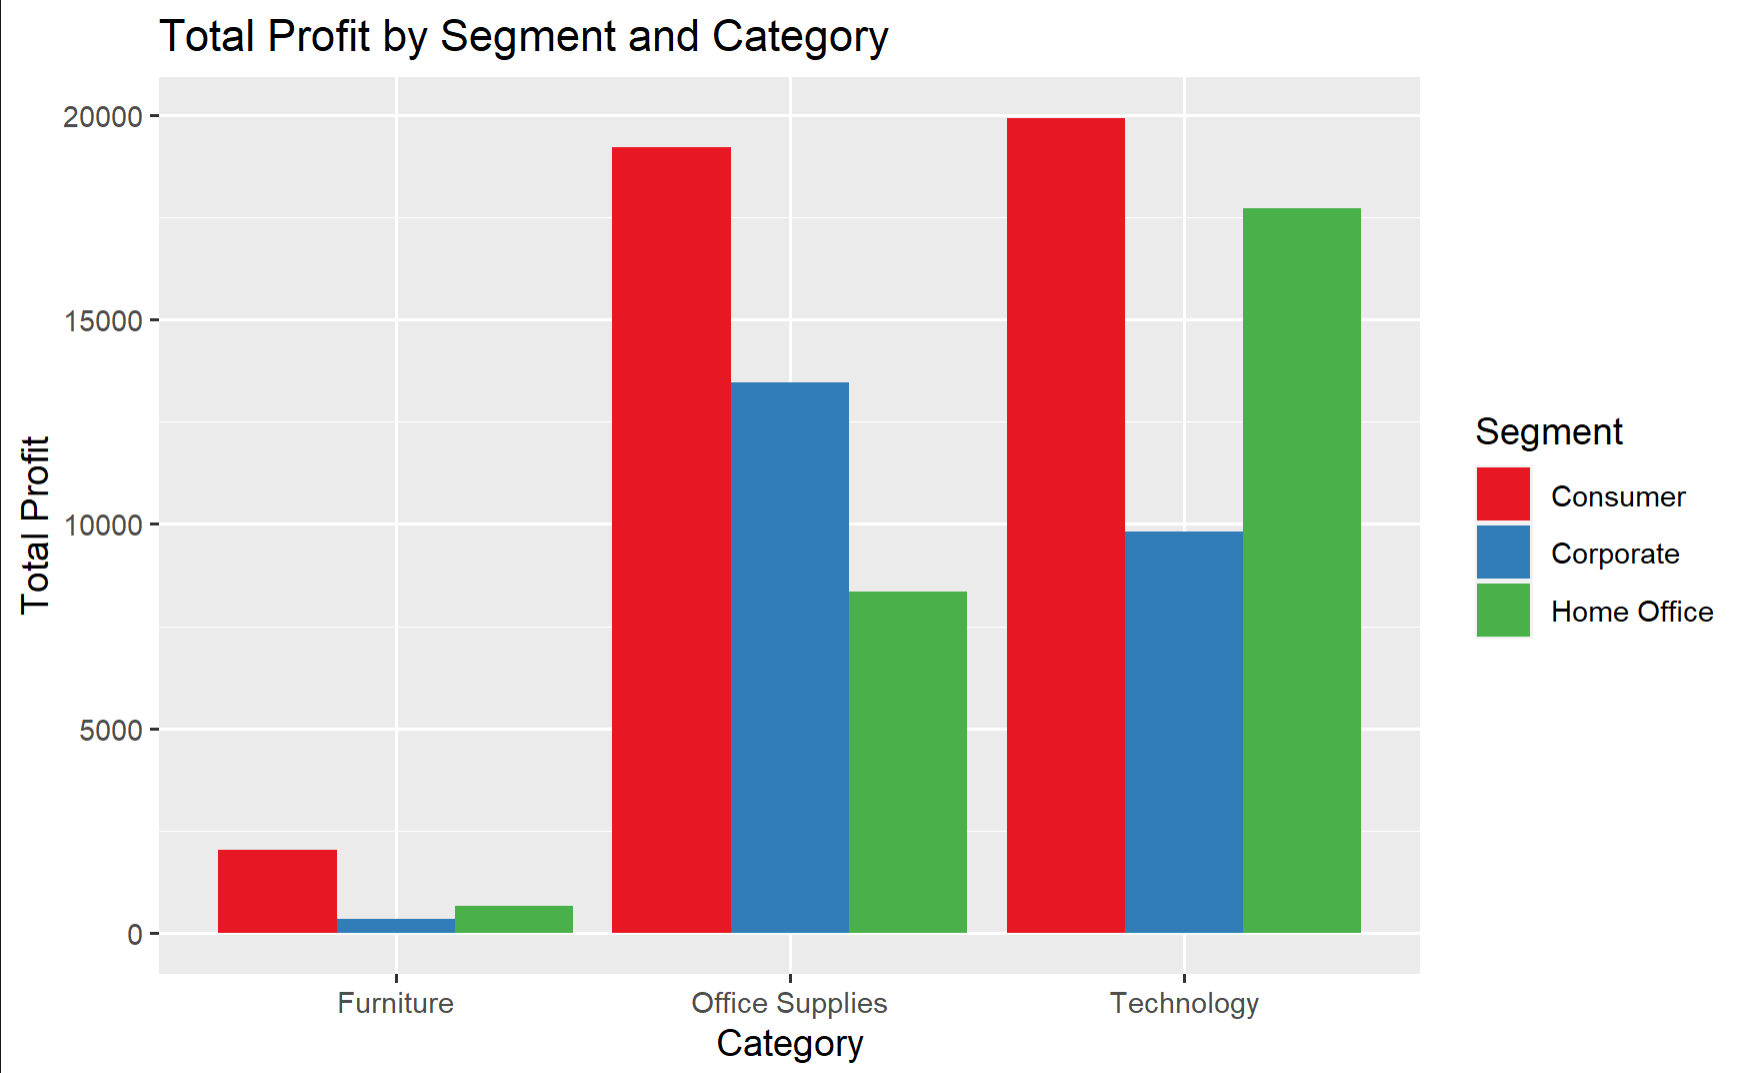 Total Profit by Segment and Category
Total Profit
20000
15000
10000
5000
0
Furniture
Office Supplies
Technology
Category
Segment
Consumer
Corporate
Home Office